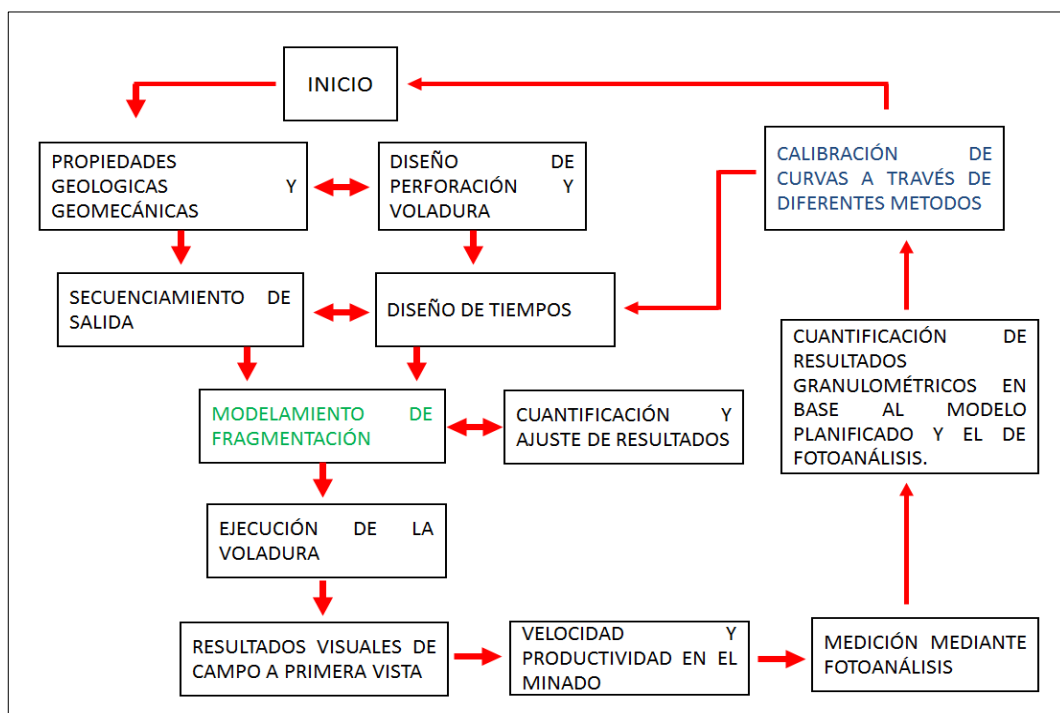 INICIO
PROPIEDADES
GEOLOGICAS Y
GEOMECÁNICAS
DISEÑO DE
PERFORACIÓN Y
VOLADURA
CALIBRACIÓN DE
CURVAS A TRAVÉS DE
DIFERENTES METODOS
SECUENCIAMIENTO DE
SALIDA
DISEÑO DE TIEMPOS
CUANTIFICACIÓN DE
RESULTADOS
GRANULOMÉTRICOS EN
BASE AL MODELO
PLANIFICADO Y EL DE
FOTOANÁLISIS.
MODELAMIENTO DE
FRAGMENTACIÓN
CUANTIFICACIÓN Y
AJUSTE DE RESULTADOS
EJECUCIÓN DE LA
VOLADURA
RESULTADOS VISUALES DE
CAMPO A PRIMERA VISTA
VELOCIDAD Y
PRODUCTIVIDAD EN EL
MINADO
MEDICIÓN MEDIANTE
FOTOANÁLISIS